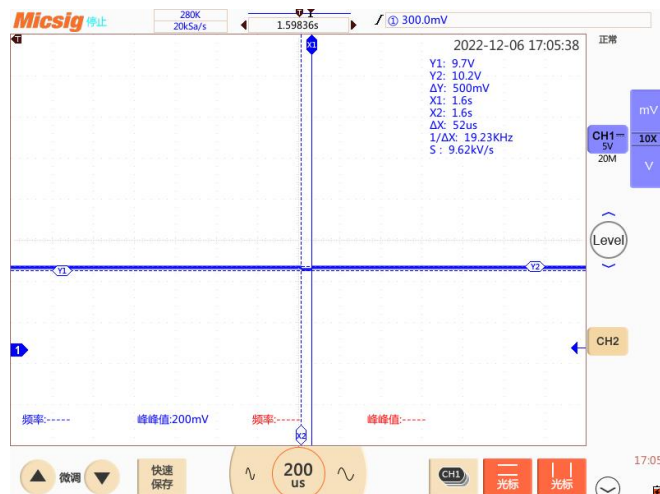 Micsig 停止
280K
20kSa/s
T
1.59836s
① 300.0mV
T
X1
2022-12-06 17:05:38
正常
Y1: 9.7V
Y2: 10.2V
ΔY: 500mV
X1: 1.6s
X2: 1.6s
ΔX: 52us
1/ΔX: 19.23KHz
S : 9.62kV/s
mV
CH1
5V
20M
10X
V
Level
Y1
Y2
1
CH2
频率:-----
峰峰值:200mV
频率:-----
峰峰值:-----
X2
微调
快速
保存
200
us
CH1
光标
光标
17:05